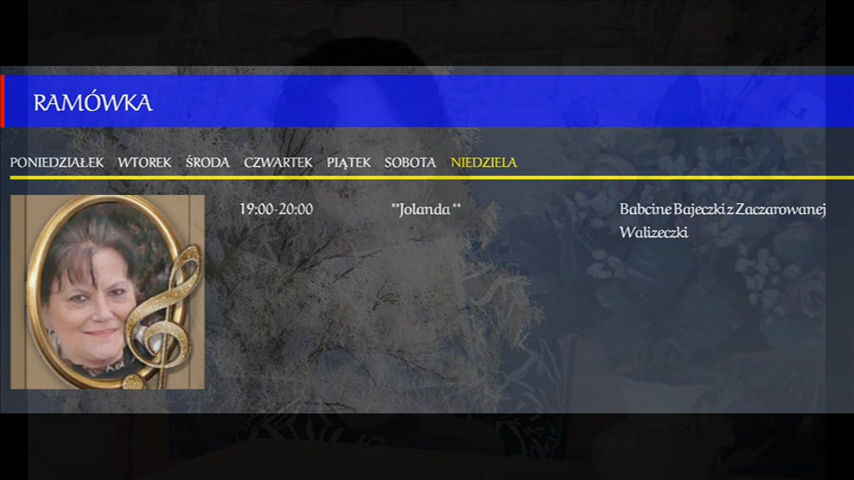 RAMÓWKA
PONIEDZIAŁEK WTOREK ŚRODA CZWARTEK PIĄTEK SOBOTA NIEDZIELA
19:00-20:00 **Jolanda ** Babcine Bajeczki z Zaczarowanej
Walizeczki